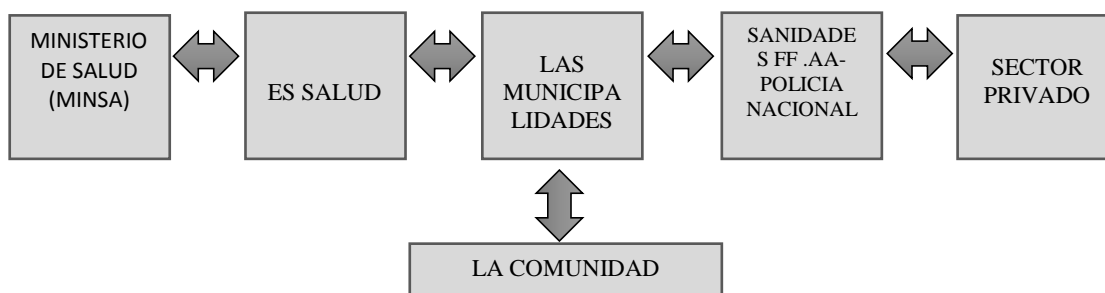 MINISTERIO
DE SALUD
(MINSA)
ES SALUD
LAS
MUNICIPA
LIDADES
SANIDADE
S FF .AA-
POLICIA
NACIONAL
SECTOR
PRIVADO
LA COMUNIDAD